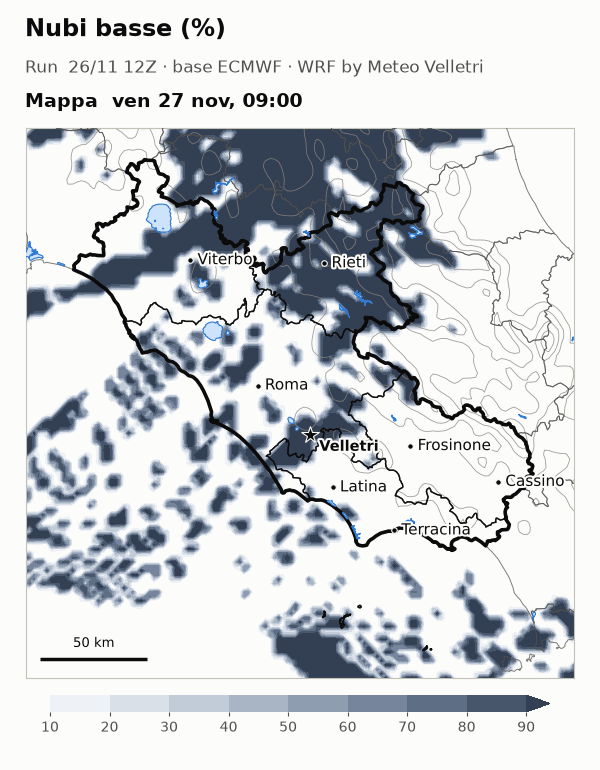 Nubi basse (%)
Run  26/11 12Z · base ECMWF · WRF by Meteo Velletri
Mappa  ven 27 nov, 09:00
Viterbo
Rieti
Roma
Velletri
Frosinone
Cassino
Latina
Terracina
50 km
10 20 30 40 50 60 70 80 90